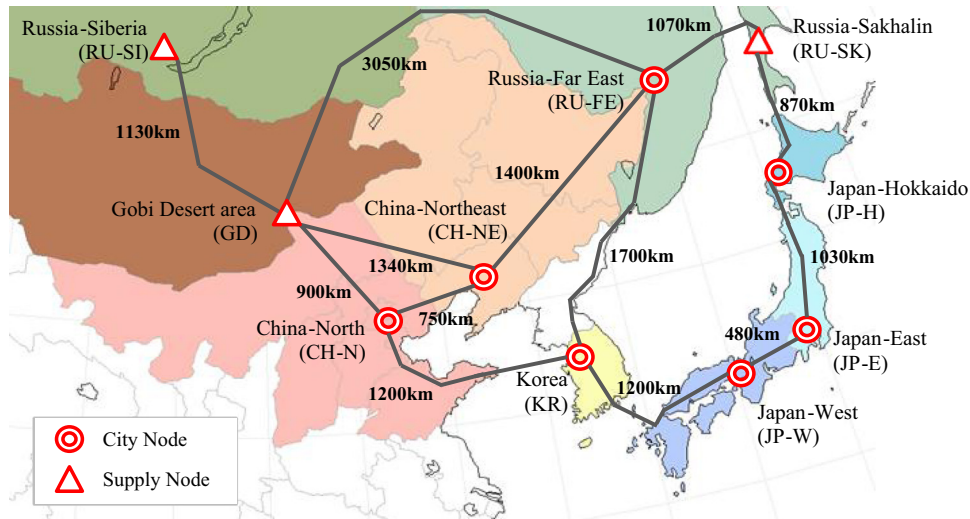 Russia-Siberia
(RU-SI)
1130km
3050km
1070km
Russia-Sakhalin
(RU-SK)
Russia-Far East
(RU-FE)
870km
1400km
Japan-Hokkaido
(JP-H)
Gobi Desert area
(GD)
China-Northeast
(CH-NE)
1340km
1700km
1030km
900km
750km
China-North
(CH-N)
480km
Japan-East
(JP-E)
1200km
Korea
(KR)
1200km
Japan-West
(JP-W)
City Node
Supply Node